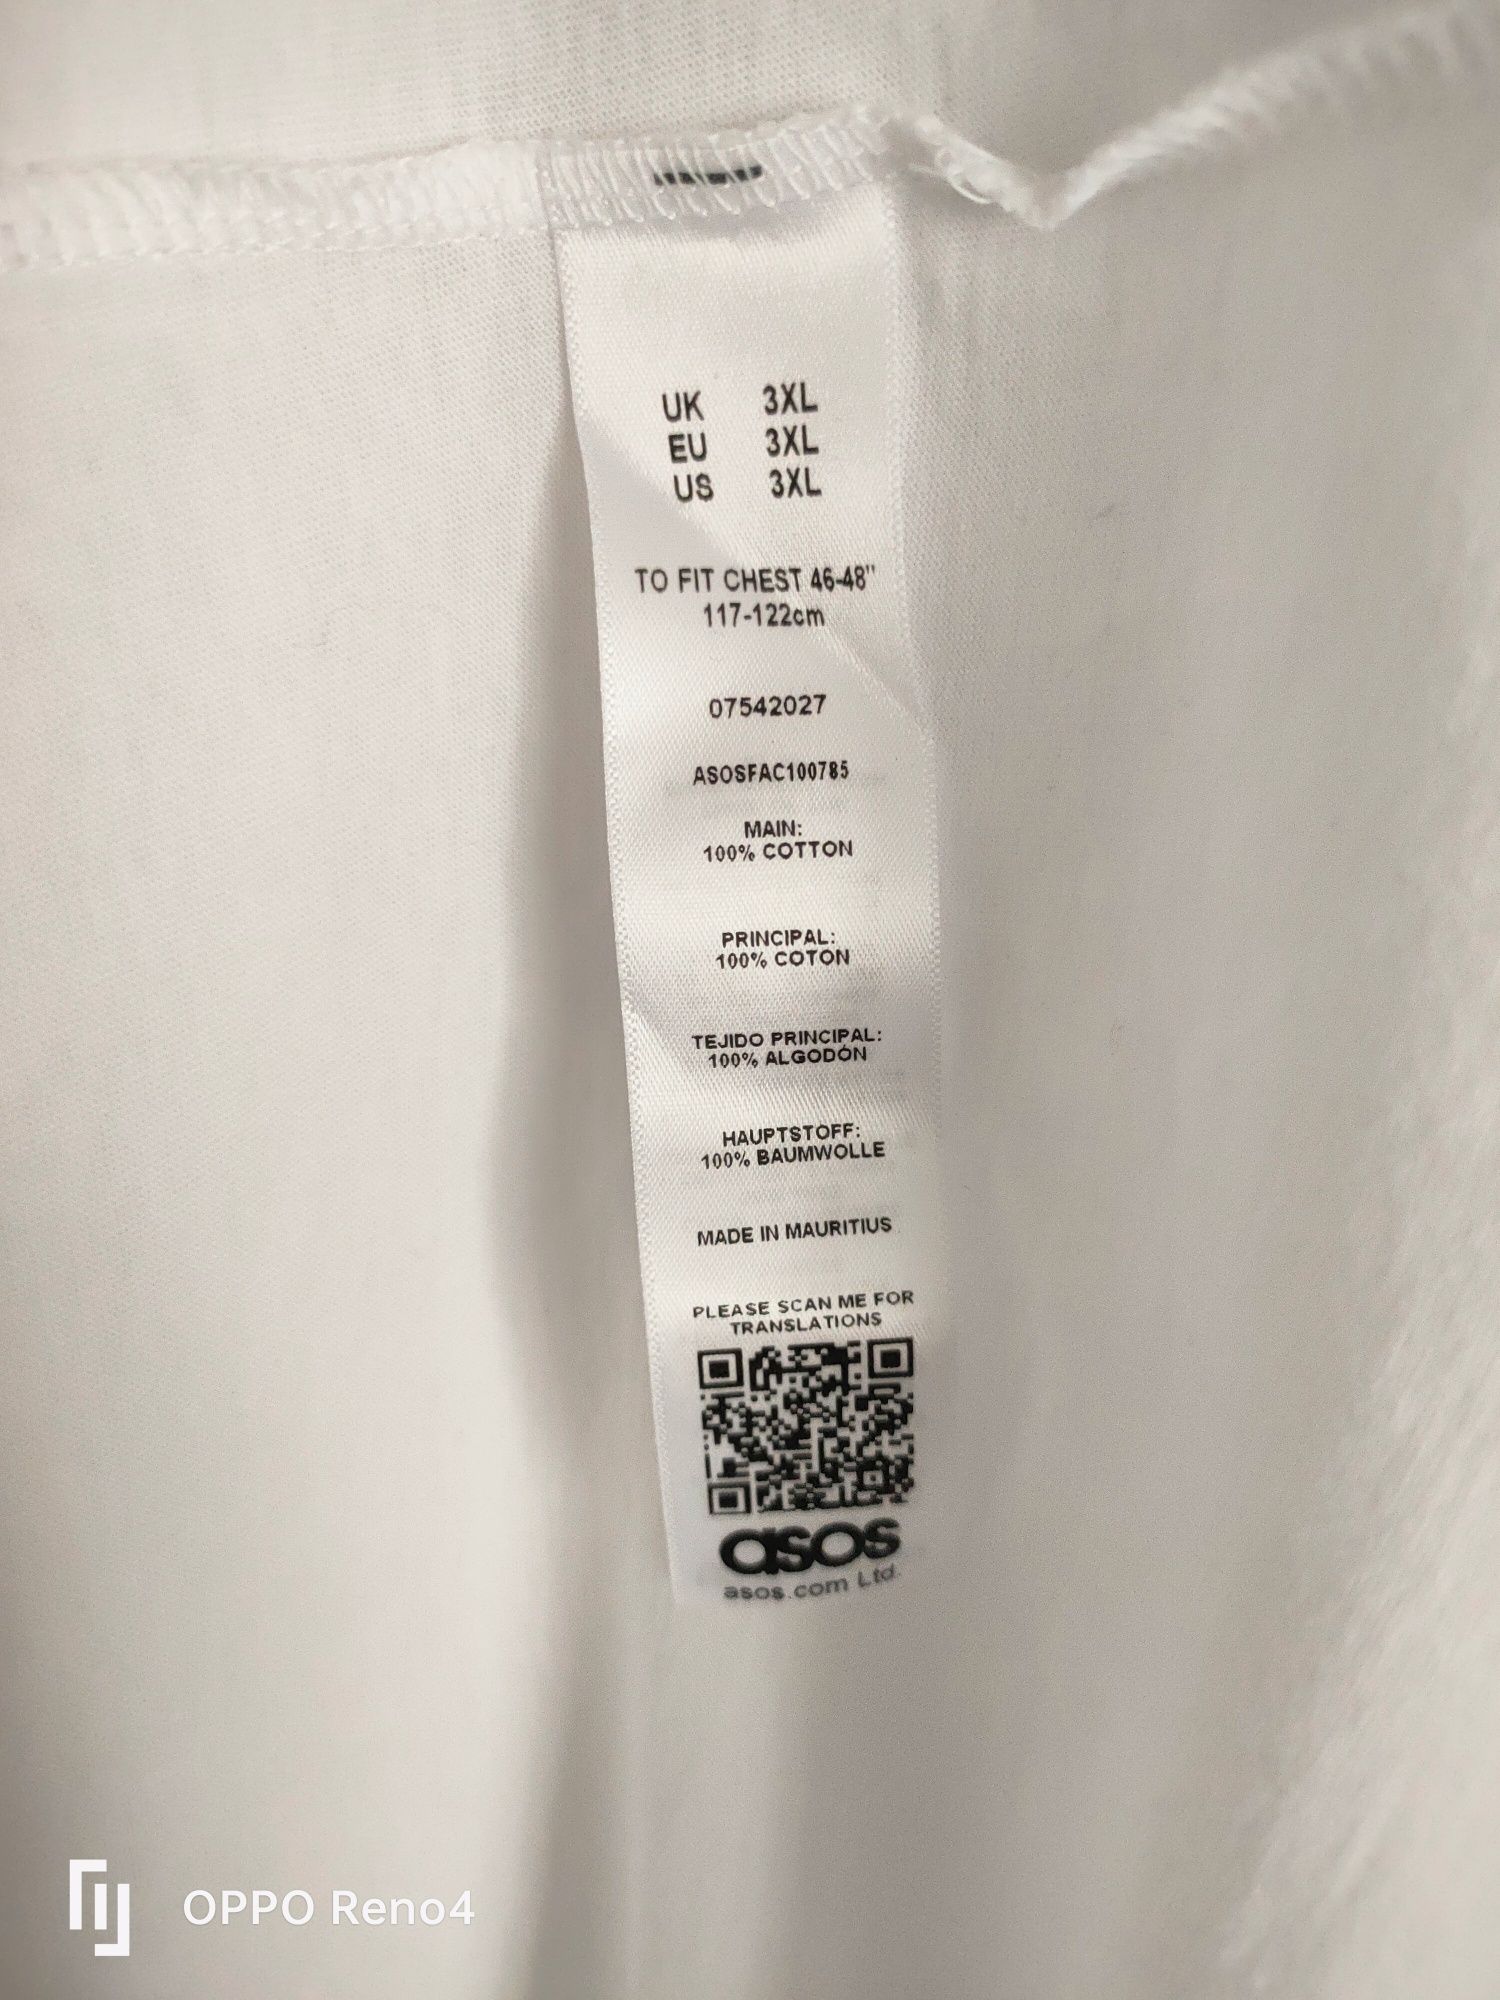 UK 3XL
EU 3XL
US 3XL
TO FIT CHEST 46-48"
117-122cm
07542027
ASOSFAC100785
MAIN:
100% COTTON
PRINCIPAL:
100% COTON
TEJIDO PRINCIPAL:
100% ALGODÓN
HAUPTSTOFF:
100% BAUMWOLLE
MADE IN MAURITIUS
PLEASE SCAN ME FOR
TRANSLATIONS
asos
asos.com Ltd.
OPPO Reno4